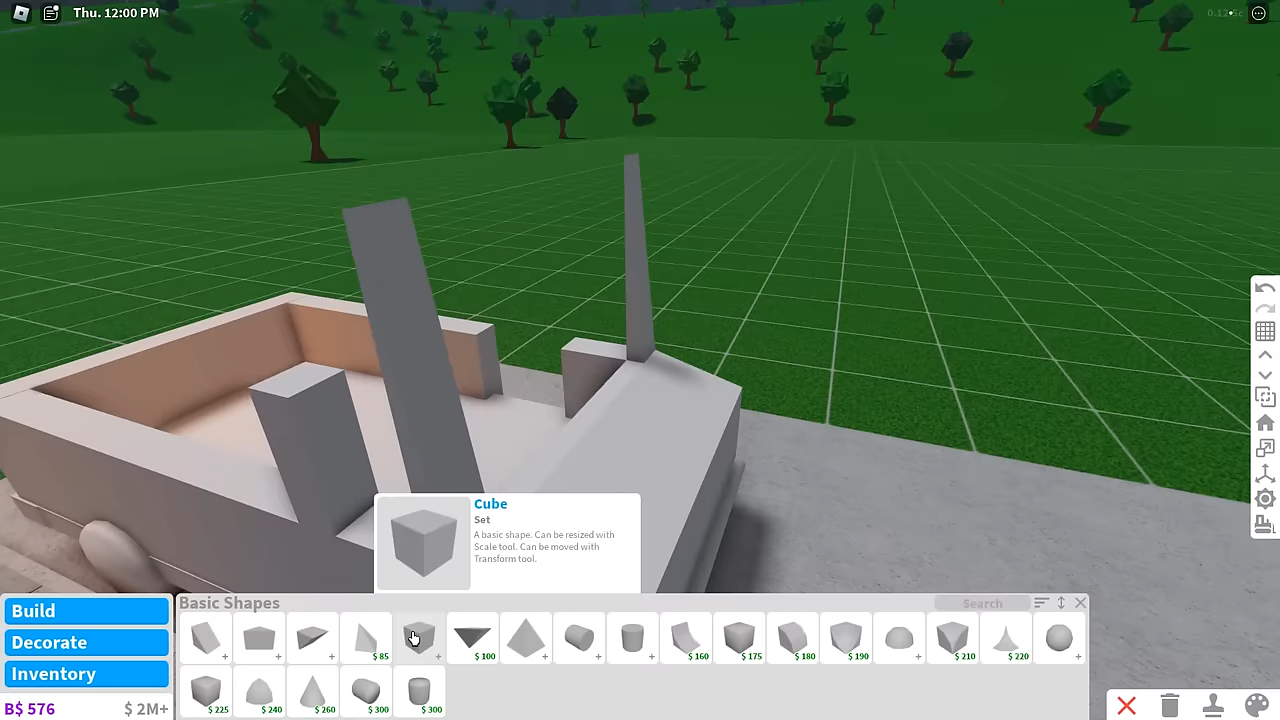 Thu. 12:00 PM
Cube
Set
A basic shape. Can be resized with
Scale tool. Can be moved with
Transform tool.
Build
Decorate
Inventory
B$ 576
$ 2M+
Basic Shapes
Search
$ 85
$ 100
$ 160
$ 175
$ 180
$ 190
$ 210
$ 220
$ 225
$ 240
$ 260
$ 300
$ 300